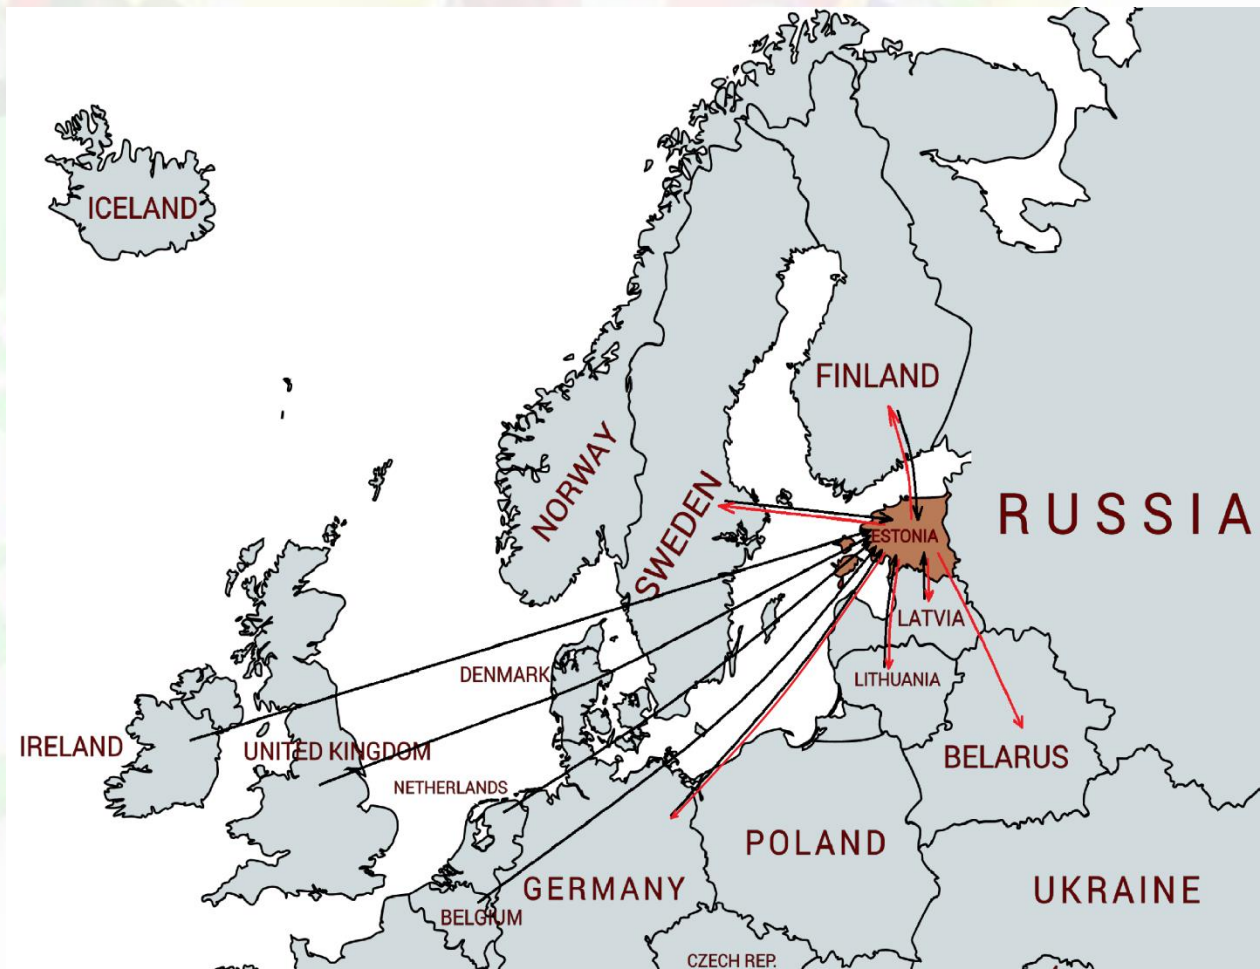 ICELAND
FINLAND
NORWAY
SWEDEN
RUSSIA
ESTONIA
LATVIA
DENMARK
LITHUANIA
IRELAND
UNITED KINGDOM
BELARUS
NETHERLANDS
POLAND
GERMANY
UKRAINE
BELGIUM
CZECH REP.